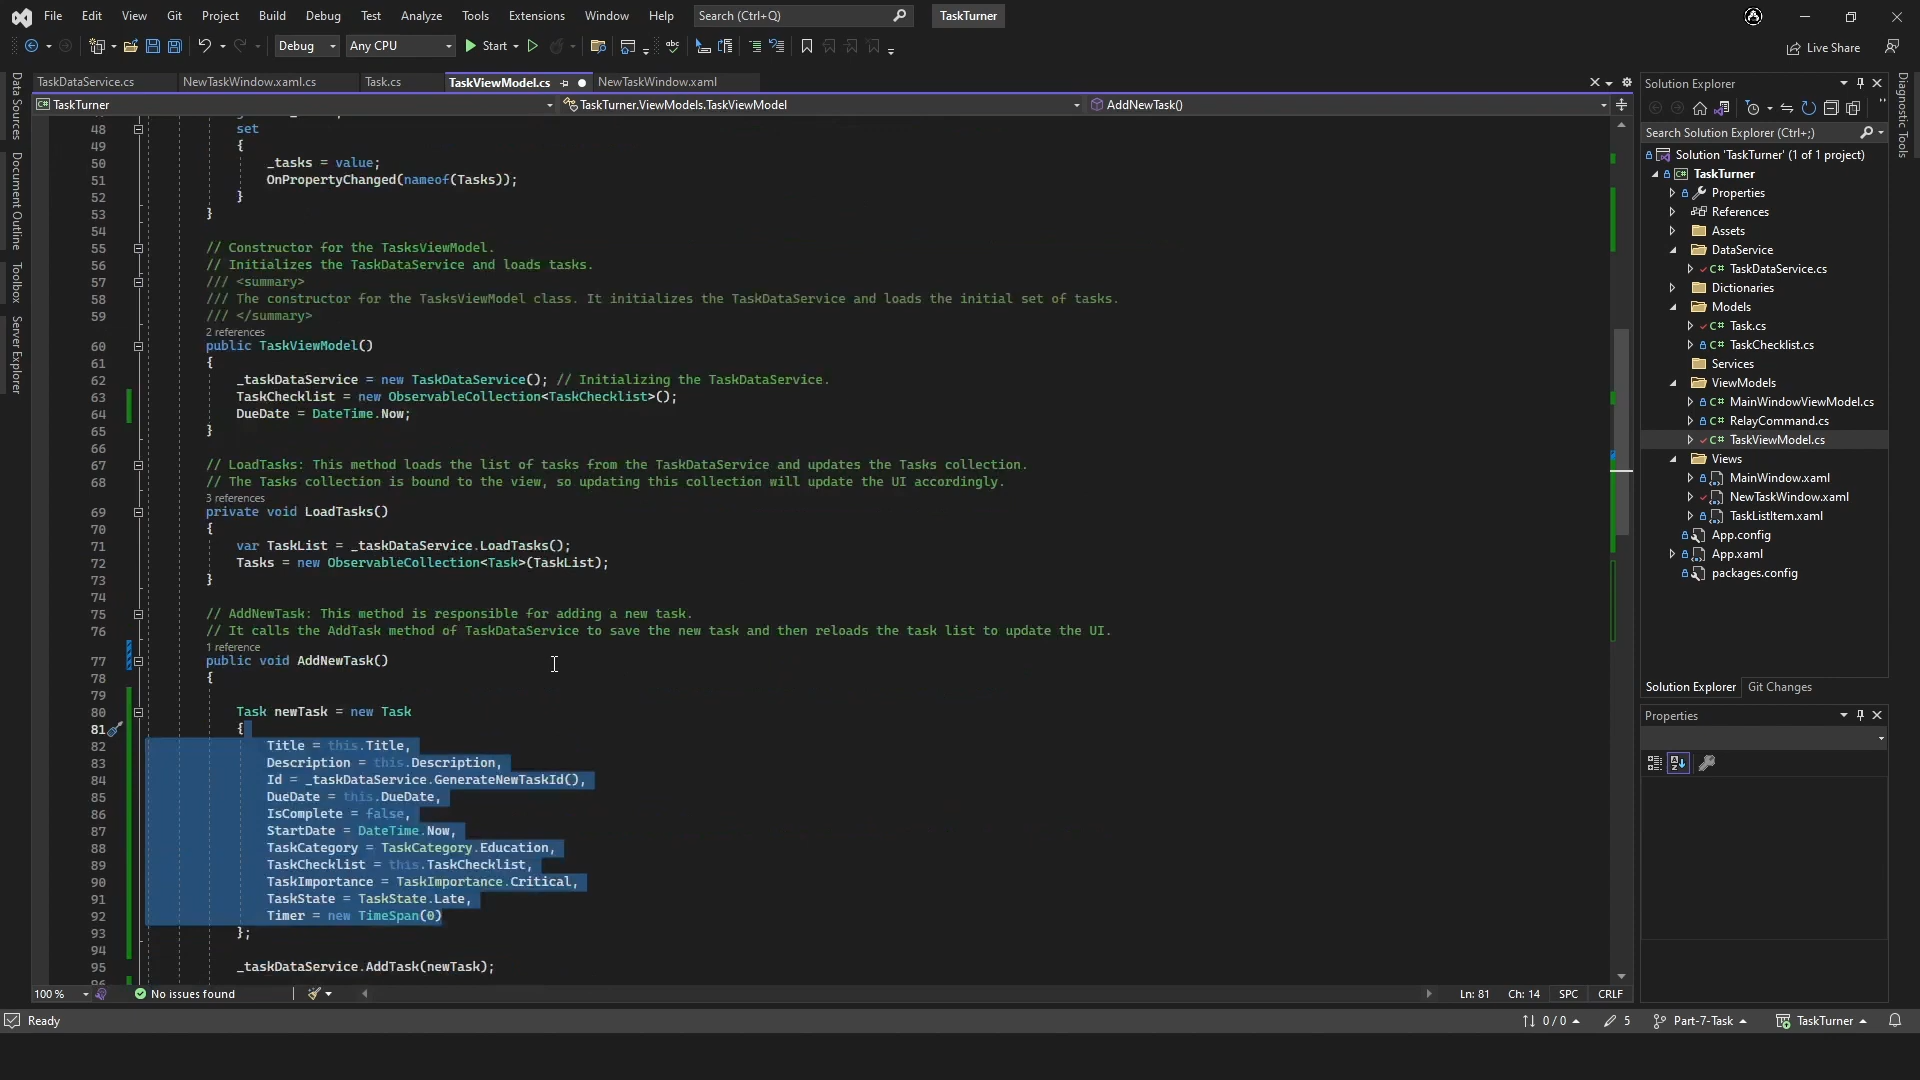 File Edit View Git Project Build Debug Test Analyze Tools Extensions Window Help Search (Ctrl+Q) TaskTurner
Debug Any CPU Start Live Share
TaskDataService.cs NewTaskWindow.xaml.cs Task.cs TaskViewModel.cs NewTaskWindow.xaml
TaskTurner TaskTurner.ViewModels.TaskViewModel AddNewTask()
Data Sources
Document Outline
Toolbox
Server Explorer
48 set
49 {
50 _tasks = value;
51 OnPropertyChanged(nameof(Tasks));
52 }
53 }
54
55 // Constructor for the TasksViewModel.
56 // Initializes the TaskDataService and loads tasks.
57 /// <summary>
58 /// The constructor for the TasksViewModel class. It initializes the TaskDataService and loads the initial set of tasks.
59 /// </summary>
2 references
60 public TaskViewModel()
61 {
62 _taskDataService = new TaskDataService(); // Initializing the TaskDataService.
63 TaskChecklist = new ObservableCollection<TaskChecklist>();
64 DueDate = DateTime.Now;
65 }
66
67 // LoadTasks: This method loads the list of tasks from the TaskDataService and updates the Tasks collection.
68 // The Tasks collection is bound to the view, so updating this collection will update the UI accordingly.
3 references
69 private void LoadTasks()
70 {
71 var TaskList = _taskDataService.LoadTasks();
72 Tasks = new ObservableCollection<Task>(TaskList);
73 }
74
75 // AddNewTask: This method is responsible for adding a new task.
76 // It calls the AddTask method of TaskDataService to save the new task and then reloads the task list to update the UI.
1 reference
77 public void AddNewTask()
78 {
79
80 Task newTask = new Task
81 {
82 Title = this.Title,
83 Description = this.Description,
84 Id = _taskDataService.GenerateNewTaskId(),
85 DueDate = this.DueDate,
86 IsComplete = false,
87 StartDate = DateTime.Now,
88 TaskCategory = TaskCategory.Education,
89 TaskChecklist = this.TaskChecklist,
90 TaskImportance = TaskImportance.Critical,
91 TaskState = TaskState.Late,
92 Timer = new TimeSpan(0)
93 };
94
95 _taskDataService.AddTask(newTask);
100 % No issues found Ln: 81 Ch: 14 SPC CRLF
Ready 0 / 0 5 Part-7-Task TaskTurner
Solution Explorer
Search Solution Explorer (Ctrl+;)
Solution 'TaskTurner' (1 of 1 project)
TaskTurner
Properties
References
Assets
DataService
C# TaskDataService.cs
Dictionaries
Models
C# Task.cs
C# TaskChecklist.cs
Services
ViewModels
C# MainWindowViewModel.cs
C# RelayCommand.cs
C# TaskViewModel.cs
Views
MainWindow.xaml
NewTaskWindow.xaml
TaskListItem.xaml
App.config
App.xaml
packages.config
Solution Explorer Git Changes
Properties
Diagnostic Tools